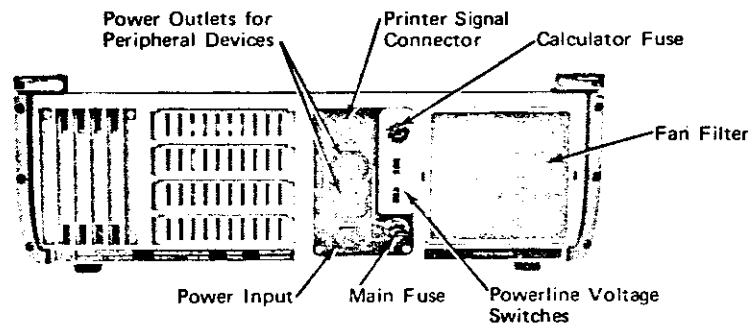 Power Outlets for
Peripheral Devices
Printer Signal
Connector
Calculator Fuse
Fan Filter
Power Input
Main Fuse
Powerline Voltage
Switches